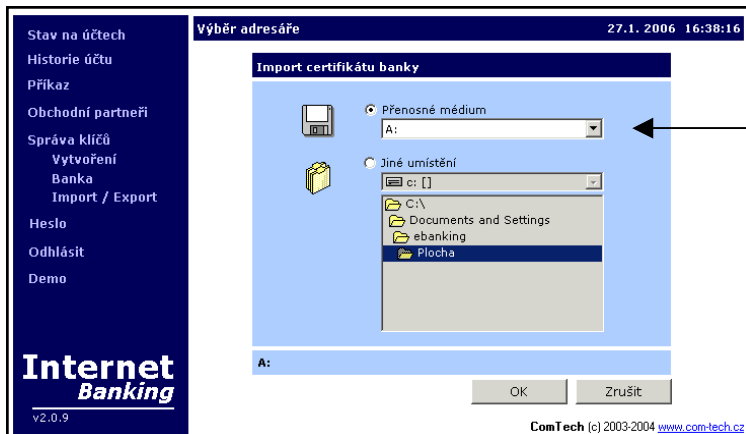 Stav na účtech
Historie účtu
Příkaz
Obchodní partneři
Správa klíčů
Vytvoření
Banka
Import / Export
Heslo
Odhlásit
Demo
Internet
Banking
v2.0.9
Výběr adresáře 27.1. 2006 16:38:16
Import certifikátu banky
Přenosné médium
A:
Jiné umístění
c: []
C:\
Documents and Settings
ebanking
Plocha
A:
OK Zrušit
ComTech (c) 2003-2004 www.com-tech.cz